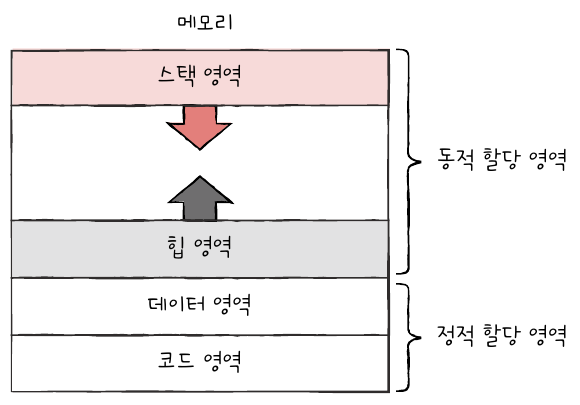 메모리
스택 영역
동적 할당 영역
힙 영역
데이터 영역
정적 할당 영역
코드 영역